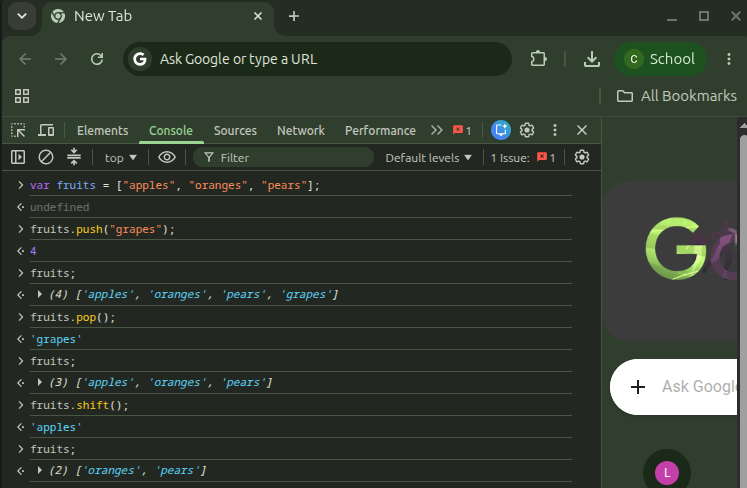 New Tab
Ask Google or type a URL
C School
All Bookmarks
Elements Console Sources Network Performance 1
top Filter Default levels 1 Issue: 1
var fruits = ["apples", "oranges", "pears"];
undefined
fruits.push("grapes");
4
fruits;
(4) ['apples', 'oranges', 'pears', 'grapes']
fruits.pop();
'grapes'
fruits;
(3) ['apples', 'oranges', 'pears']
fruits.shift();
'apples'
fruits;
(2) ['oranges', 'pears']
Go
Ask Google
L